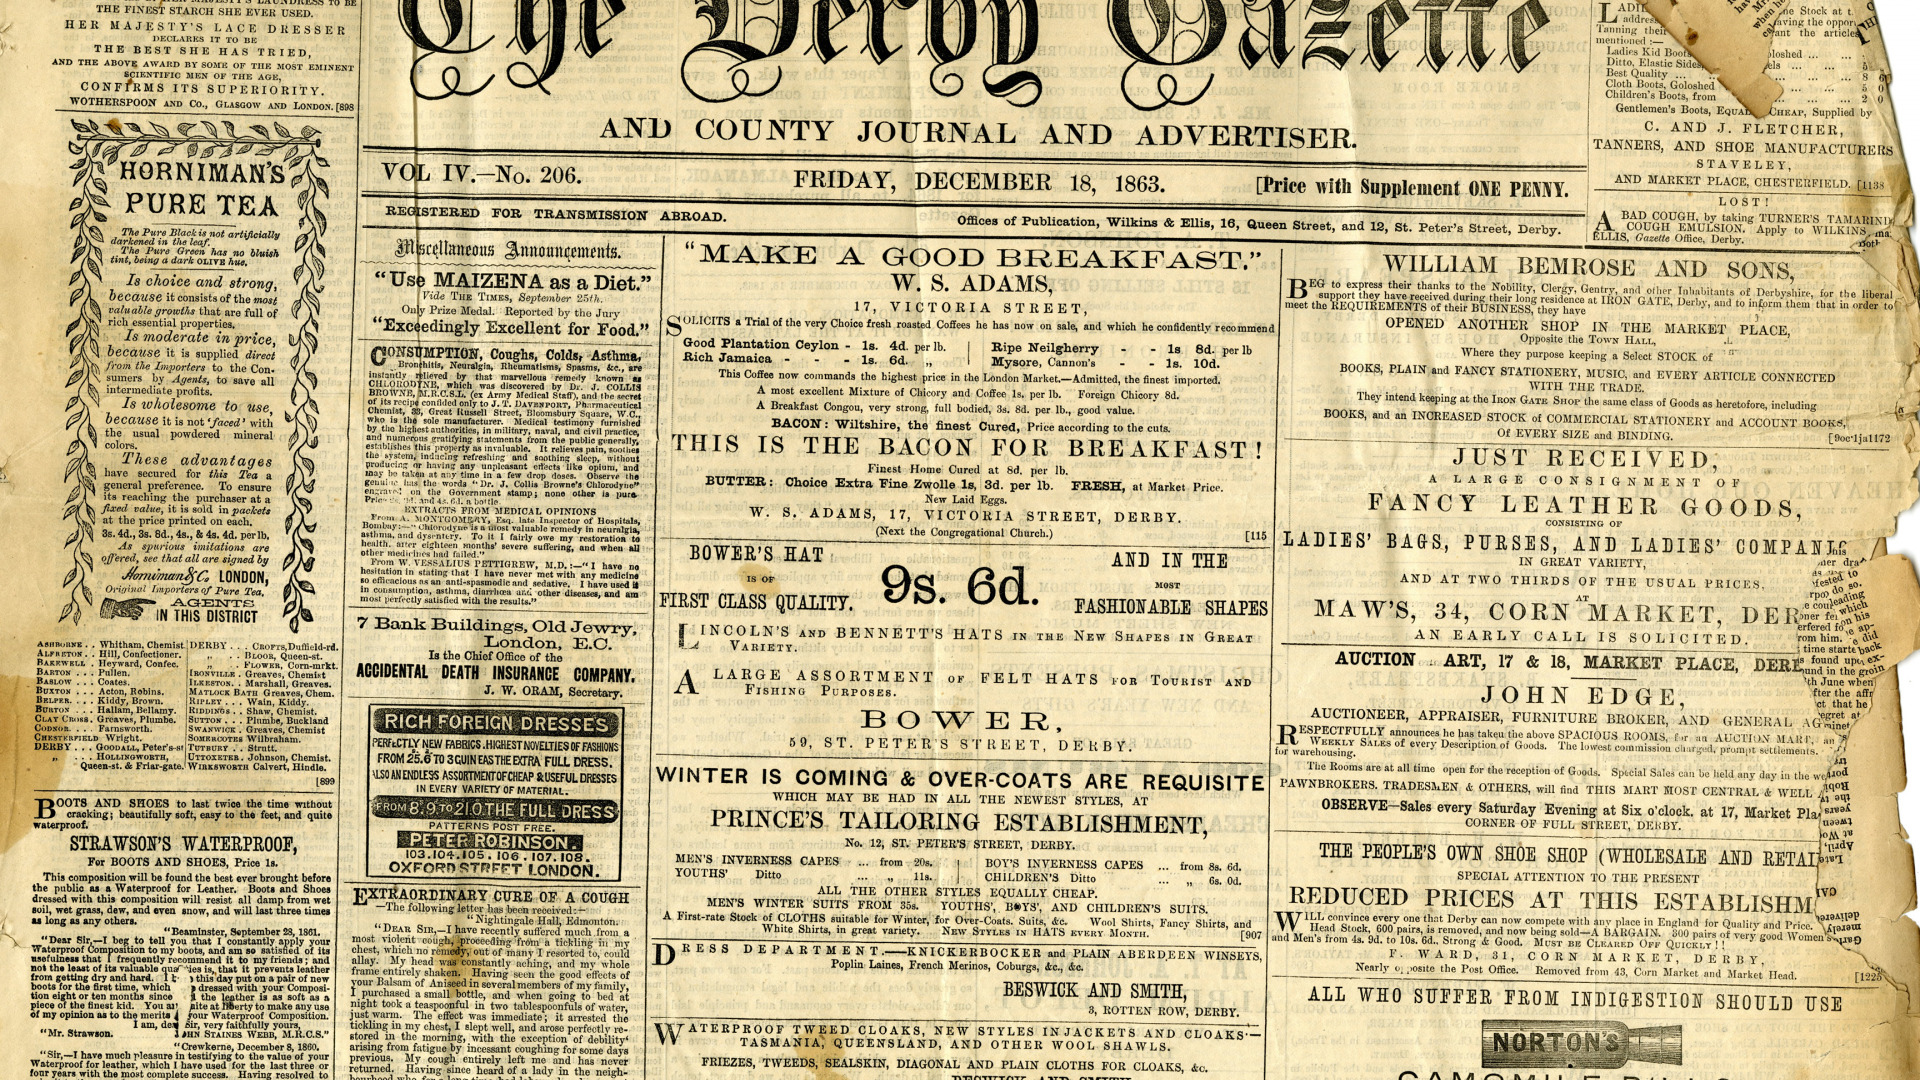 THE FINEST STARCH SHE EVER USED.
HER MAJESTY'S LACE DRESSER
DECLARES IT TO BE
THE BEST SHE HAS TRIED,
AND THE ABOVE AWARD BY SOME OF THE MOST EMINENT
SCIENTIFIC MEN OF THE AGE,
CONFIRMS ITS SUPERIORITY.
WOTHERSPOON AND Co., GLASGOW AND LONDON. [898
HORNIMAN'S
PURE TEA
The Pure Black is not artificially
darkened in the leaf.
The Pure Green has no bluish
tint, being a dark OLIVE hue.
Is choice and strong,
because it consists of the most
valuable growths that are full of
rich essential properties.
Is moderate in price,
because it is supplied direct
from the Importers to the Con-
sumers by Agents, to save all
intermediate profits.
Is wholesome to use,
because it is not 'faced' with
the usual powdered mineral
colors.
These advantages
have secured for this Tea a
general preference. To ensure
its reaching the purchaser at a
fixed value, it is sold in packets
at the price printed on each.
3s. 4d., 3s. 8d., 4s., & 4s. 4d. per lb.
As spurious imitations are
offered, see that all are signed by
Horniman & Co. LONDON,
Original Importers of Pure Tea,
AGENTS
IN THIS DISTRICT
ASHBORNE . . Whitham, Chemist DERBY . . . CROFTS, Duffield-rd.
ALFRETON . . Hill, Confectioner. „ . BLOOR, Queen-st.
BAKEWELL . Heyward, Confec. „ . FLOWER, Corn-mrkt.
BARTON . . . Pullen. IRONVILLE . Greaves, Chemist
BASLOW . . . Coates. ILKESTON . Marshall, Greaves.
BUXTON . . . Acton, Robins. MATLOCK BATH Greaves, Chem.
BELPER. . . . Kiddy, Brown. RIPLEY . . Wain, Kiddy.
BURTON . . . Hallam, Bellamy. RIDDINGS . Shaw, Chemist.
CLAY CROSS. Greaves, Plumbe. SUTTON . . Plumbe, Buckland
CODNOR. . . . Farnsworth. SWANWICK . Greaves, Chemist
CHESTERFIELD Wright. SOMERCOTES Wilbraham.
DERBY . . . GOODALL, Peter's-st TUTBURY . . Strutt.
„ . HOLLINGWORTH, UTTOXETER . Johnson, Chemist.
Queen-st. & Friar-gate. WIRKSWORTH Calvert, Hindle.
[899
BOOTS AND SHOES to last twice the time without
cracking; beautifully soft, easy to the feet, and quite
waterproof.
STRAWSON'S WATERPROOF,
For BOOTS AND SHOES, Price 1s.
This composition will be found the best ever brought before
the public as a Waterproof for Leather. Boots and Shoes
dressed with this composition will resist all damp from wet
soil, wet grass, dew, and even snow, and will last three times
as long as any others.
"Beaminster, September 28, 1861.
"Dear Sir,—I beg to tell you that I constantly apply your
Waterproof Composition to my boots, and am so satisfied of its
usefulness that I frequently recommend it to my friends; and
not the least of its valuable is, that it prevents leather
from getting dry and hard. this day put on a pair of new
boots for the first time, which dressed with your Composi-
tion eight or ten months since the leather is as soft as a
piece of the finest kid. You at liberty to make any use
of my opinion as to the merits your Waterproof Composition.
I am, Sir, very faithfully yours,
"Mr. Strawson. STAINES WEBB, M.R.C.S."
"Crewkerne, December 8, 1860.
"Sir,—I have much pleasure in testifying to the value of your
Waterproof for leather, which I have used for the last three or
four years with the most complete success. Having resolved to
The Derby Gazette
AND COUNTY JOURNAL AND ADVERTISER.
VOL IV.—No. 206. FRIDAY, DECEMBER 18, 1863. [Price with Supplement ONE PENNY.
REGISTERED FOR TRANSMISSION ABROAD. Offices of Publication, Wilkins & Ellis, 16, Queen Street, and 12, St. Peter's Street, Derby.
Miscellaneous Announcements.
"Use MAIZENA as a Diet."
Vide THE TIMES, September 25th.
Only Prize Medal. Reported by the Jury
"Exceedingly Excellent for Food."
CONSUMPTION, Coughs, Colds, Asthma,
Bronchitis, Neuralgia, Rheumatisms, Spasms, &c., are
instantly relieved by that marvellous remedy known as
CHLORODYNE, which was discovered by Dr. J. COLLIS
BROWNE, M.R.C.S.L. (ex Army Medical Staff), and the secret
of its recipe confided only to J. T. DAVENPORT, Pharmaceutical
Chemist, 33, Great Russell Street, Bloomsbury Square, W.C.,
who is the sole manufacturer. Medical testimony furnished
by the highest authorities, in military, naval, and civil practice,
and numerous gratifying statements from the public generally,
establishes this property as invaluable. It relieves pain, soothes
the system, inducing refreshing and soothing sleep, without
producing or having any unpleasant effects like opium, and
may be taken at any time in a few drop doses. Observe the
genuine has the words "Dr. J. Collis Browne's Chlorodyne"
engraved on the Government stamp; none other is pure.
EXTRACTS FROM MEDICAL OPINIONS
From A. MONTGOMERY, Esq. late Inspector of Hospitals,
Bombay:—"Chlorodyne is a most valuable remedy in neuralgia,
asthma, and dysentery. To it I fairly owe my restoration to
health, after eighteen months' severe suffering, and when all
other medicines had failed."
From W. VESSALIUS PETTIGREW, M.D.:—"I have no
hesitation in stating that I have never met with any medicine
so efficacious as an anti-spasmodic and sedative. I have used it
in consumption, asthma, diarrhœa and other diseases, and am
most perfectly satisfied with the results."
7 Bank Buildings, Old Jewry,
London, E.C.
Is the Chief Office of the
ACCIDENTAL DEATH INSURANCE COMPANY.
J. W. ORAM, Secretary.
RICH FOREIGN DRESSES
PERFECTLY NEW FABRICS. HIGHEST NOVELTIES OF FASHIONS
FROM 25.6 TO 3 GUINEAS THE EXTRA FULL DRESS.
ALSO AN ENDLESS ASSORTMENT OF CHEAP & USEFUL DRESSES
IN EVERY VARIETY OF MATERIAL.
FROM 8.9 TO 21.0 THE FULL DRESS
PATTERNS POST FREE.
PETER ROBINSON.
103.104.105.106.107.108.
OXFORD STREET LONDON.
EXTRAORDINARY CURE OF A COUGH
—The following letter has been received:—
"Nightingale Hall, Edmonton.
"DEAR SIR,—I have recently suffered much from a
most violent cough, proceeding from a tickling in my
chest, which no remedy, out of many I resorted to, could
allay. My head was constantly aching, and my whole
frame entirely shaken. Having seen the good effects of
your Balsam of Aniseed in several members of my family,
I purchased a small bottle, and when going to bed at
night took a teaspoonful in two tablespoonfuls of water,
just warm. The effect was immediate; it arrested the
tickling in my chest, I slept well, and arose perfectly re-
stored in the morning, with the exception of debility
arising from fatigue by incessant coughing for some days
previous. My cough entirely left me and has never
returned. Having since heard of a lady in the neigh-
"MAKE A GOOD BREAKFAST."
W. S. ADAMS,
17, VICTORIA STREET,
SOLICITS a Trial of the very Choice fresh roasted Coffees he has now on sale, and which he confidently recommend
Good Plantation Ceylon - 1s. 4d. per lb. Ripe Neilgherry - - 1s 8d. per lb
Rich Jamaica - - - 1s. 6d. „ Mysore, Cannon's - - 1s. 10d.
This Coffee now commands the highest price in the London Market.—Admitted, the finest imported.
A most excellent Mixture of Chicory and Coffee 1s. per lb. Foreign Chicory 8d.
A Breakfast Congou, very strong, full bodied, 3s. 8d. per lb., good value.
BACON: Wiltshire, the finest Cured, Price according to the cuts.
THIS IS THE BACON FOR BREAKFAST!
Finest Home Cured at 8d. per lb.
BUTTER: Choice Extra Fine Zwolle 1s, 3d. per lb. FRESH, at Market Price.
New Laid Eggs.
W. S. ADAMS, 17, VICTORIA STREET, DERBY.
(Next the Congregational Church.) [115
BOWER'S HAT
IS OF
FIRST CLASS QUALITY.
9s. 6d.
AND IN THE
MOST
FASHIONABLE SHAPES
LINCOLN'S AND BENNETT'S HATS IN THE NEW SHAPES IN GREAT
VARIETY.
A LARGE ASSORTMENT OF FELT HATS FOR TOURIST AND
FISHING PURPOSES.
BOWER,
59, ST. PETER'S STREET, DERBY.
WINTER IS COMING & OVER-COATS ARE REQUISITE
WHICH MAY BE HAD IN ALL THE NEWEST STYLES, AT
PRINCE'S TAILORING ESTABLISHMENT,
No. 12, ST. PETER'S STREET, DERBY.
MEN'S INVERNESS CAPES ... from 20s. BOY'S INVERNESS CAPES ... from 8s. 6d.
YOUTHS' Ditto ... „ 11s. CHILDREN'S Ditto ... „ 6s. 0d.
ALL THE OTHER STYLES EQUALLY CHEAP.
MEN'S WINTER SUITS FROM 35s. YOUTHS', BOYS', AND CHILDREN'S SUITS.
A First-rate Stock of CLOTHS suitable for Winter, for Over-Coats. Suits, &c. Wool Shirts, Fancy Shirts, and
White Shirts, in great variety. NEW STYLES IN HATS EVERY MONTH. [907
DRESS DEPARTMENT.—KNICKERBOCKER and PLAIN ABERDEEN WINSEYS,
Poplin Laines, French Merinos, Coburgs, &c., &c.
BESWICK AND SMITH,
3, ROTTEN ROW, DERBY.
WATERPROOF TWEED CLOAKS, NEW STYLES IN JACKETS AND CLOAKS—
TASMANIA, QUEENSLAND, AND OTHER WOOL SHAWLS.
FRIEZES, TWEEDS, SEALSKIN, DIAGONAL AND PLAIN CLOTHS FOR CLOAKS, &c.
BESWICK AND SMITH
Ladies Kid Boots
Ditto, Elastic Sides,
Best Quality ...
Cloth Boots, Goloshed
Children's Boots, from
Gentlemen's Boots, EQUALLY CHEAP, Supplied by
C. AND J. FLETCHER,
TANNERS, AND SHOE MANUFACTURERS
STAVELEY,
AND MARKET PLACE, CHESTERFIELD. [1138
LOST!
A BAD COUGH, by taking TURNER'S TAMARIND
COUGH EMULSION. Apply to WILKINS
ELLIS, Gazette Office, Derby.
WILLIAM BEMROSE AND SONS,
BEG to express their thanks to the Nobility, Clergy, Gentry, and other Inhabitants of Derbyshire, for the liberal
support they have received during their long residence at IRON GATE, Derby, and to inform them that in order to
meet the REQUIREMENTS of their BUSINESS, they have
OPENED ANOTHER SHOP IN THE MARKET PLACE,
Opposite the TOWN HALL,
Where they purpose keeping a Select STOCK of
BOOKS, PLAIN and FANCY STATIONERY, MUSIC, and EVERY ARTICLE CONNECTED
WITH THE TRADE.
They intend keeping at the IRON GATE SHOP the same class of Goods as heretofore, including
BOOKS, and an INCREASED STOCK of COMMERCIAL STATIONERY and ACCOUNT BOOKS,
Of EVERY SIZE and BINDING. [9oc1ja1172
JUST RECEIVED,
A LARGE CONSIGNMENT OF
FANCY LEATHER GOODS,
CONSISTING OF
LADIES' BAGS, PURSES, AND LADIES'
IN GREAT VARIETY,
AND AT TWO THIRDS OF THE USUAL PRICES,
AT
MAW'S, 34, CORN MARKET, DER
AN EARLY CALL IS SOLICITED.
AUCTION ART, 17 & 18, MARKET PLACE,
JOHN EDGE,
AUCTIONEER, APPRAISER, FURNITURE BROKER, AND GENERAL
RESPECTFULLY announces he has taken the above SPACIOUS ROOMS, for an AUCTION MART,
WEEKLY SALES of every Description of Goods. The lowest commission charged, prompt settlements.
for warehousing.
The Rooms are at all time open for the reception of Goods. Special Sales can be held any day in the
PAWNBROKERS, TRADESMEN & OTHERS, will find THIS MART MOST CENTRAL & WELL
OBSERVE—Sales every Saturday Evening at Six o'clock. at 17, Market Pla
CORNER OF FULL STREET, DERBY.
THE PEOPLE'S OWN SHOE SHOP (WHOLESALE AND RETAI
SPECIAL ATTENTION TO THE PRESENT
REDUCED PRICES AT THIS ESTABLISHM
WILL convince every one that Derby can now compete with any place in England for Quality and Price.
Head Stock, 600 pairs, is removed, and now being sold—A BARGAIN. 300 pairs of very good Women's
and Men's from 4s. 9d. to 10s. 6d., Strong & Good. MUST BE CLEARED OFF QUICKLY!!
F. WARD, 31, CORN MARKET, DERBY,
Nearly opposite the Post Office. Removed from 43, Corn Market and Market Head. [1225
ALL WHO SUFFER FROM INDIGESTION SHOULD USE
NORTON'S
CAMOMILE PILLS